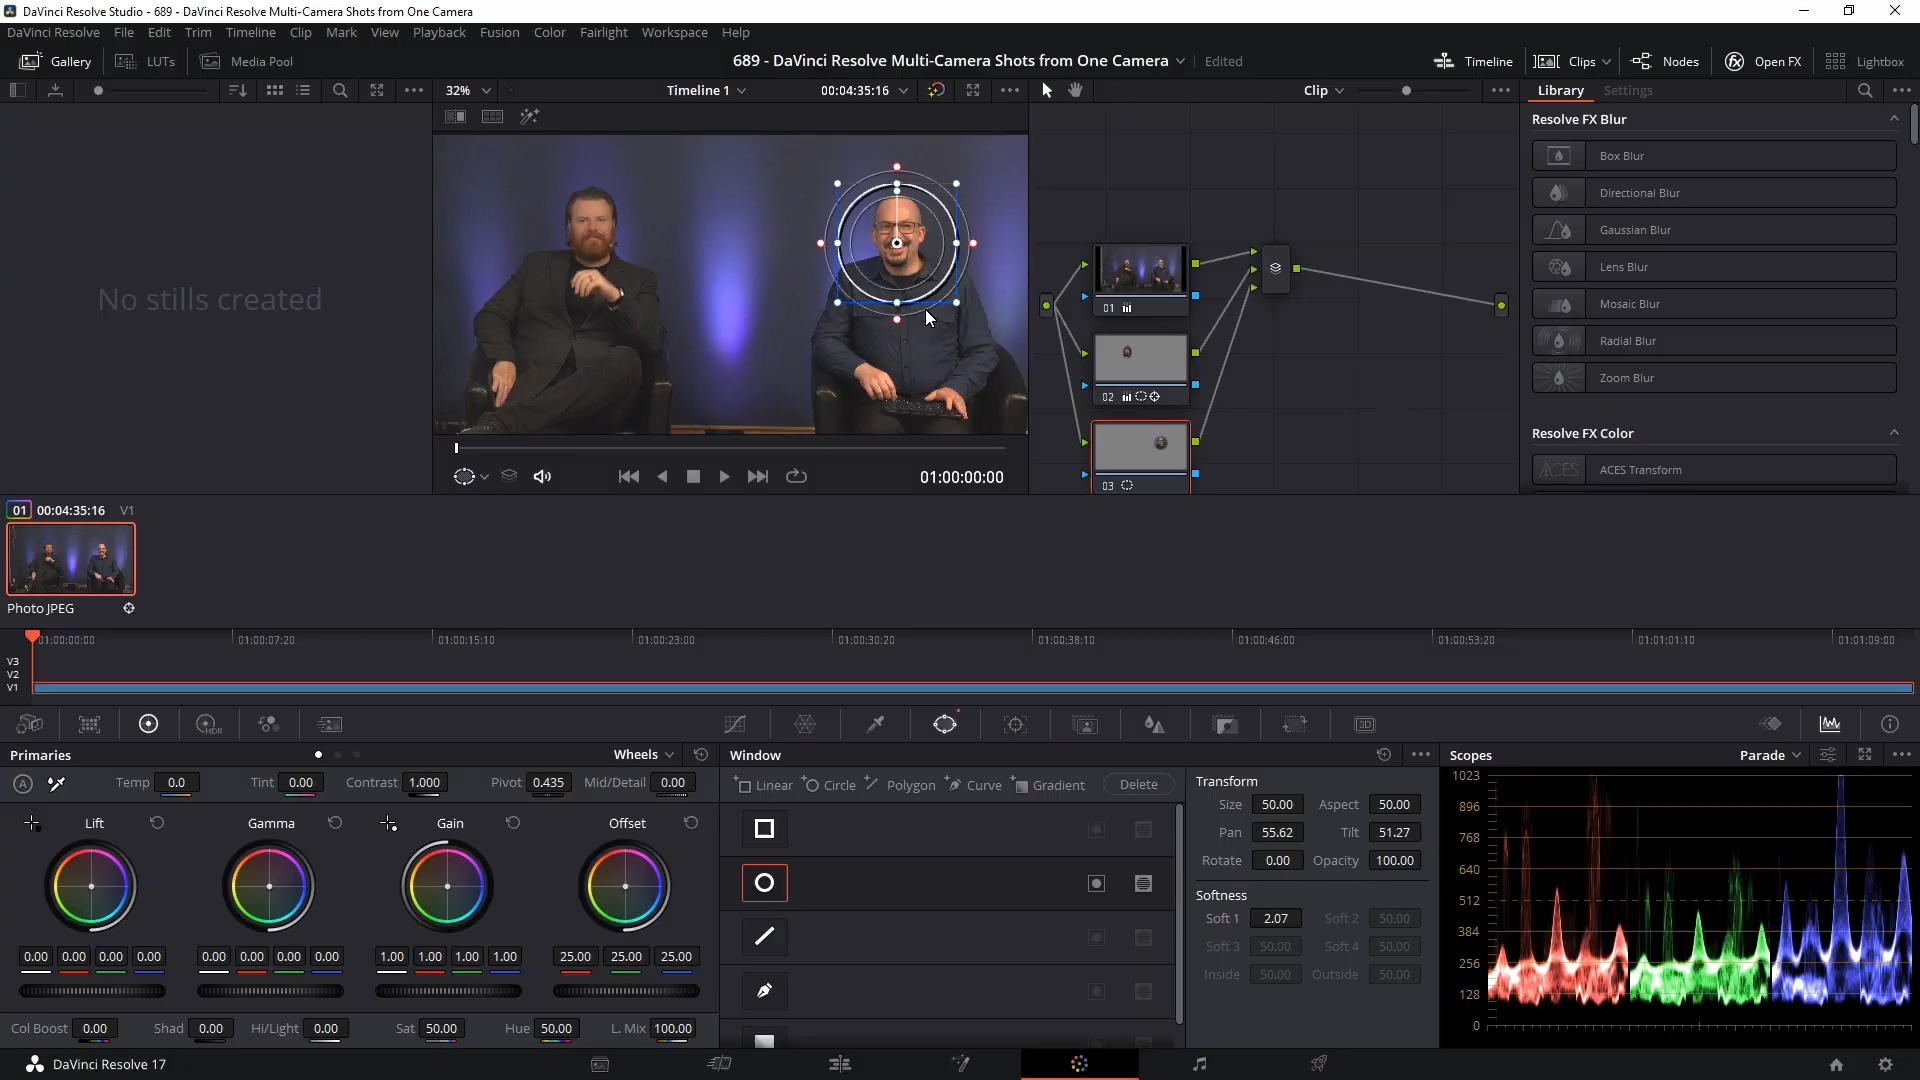 DaVinci Resolve Studio - 689 - DaVinci Resolve Multi-Camera Shots from One Camera
DaVinci Resolve File Edit Trim Timeline Clip Mark View Playback Fusion Color Fairlight Workspace Help
Gallery LUTs Media Pool 689 - DaVinci Resolve Multi-Camera Shots from One Camera Edited Timeline Clips Nodes fx Open FX Lightbox
32% Timeline 1 00:04:35:16 Clip Library Settings
Resolve FX Blur
Box Blur
Directional Blur
Gaussian Blur
Lens Blur
Mosaic Blur
Radial Blur
Zoom Blur
Resolve FX Color
ACES ACES Transform
No stills created
01
02
03
01:00:00:00
01 00:04:35:16 V1
Photo JPEG
01:00:00:00 01:00:07:20 01:00:15:10 01:00:23:00 01:00:30:20 01:00:38:10 01:00:46:00 01:00:53:20 01:01:01:10 01:01:09:00
V3
V2
V1
HDR 3D
Primaries Wheels
A Temp 0.0 Tint 0.00 Contrast 1.000 Pivot 0.435 Mid/Detail 0.00
Lift Gamma Gain Offset
0.00 0.00 0.00 0.00 0.00 0.00 0.00 0.00 1.00 1.00 1.00 1.00 25.00 25.00 25.00
Col Boost 0.00 Shad 0.00 Hi/Light 0.00 Sat 50.00 Hue 50.00 L. Mix 100.00
Window
Linear Circle Polygon Curve Gradient Delete
Transform
Size 50.00 Aspect 50.00
Pan 55.62 Tilt 51.27
Rotate 0.00 Opacity 100.00
Softness
Soft 1 2.07 Soft 2 50.00
Soft 3 50.00 Soft 4 50.00
Inside 50.00 Outside 50.00
Scopes Parade
1023
896
768
640
512
384
256
128
0
DaVinci Resolve 17